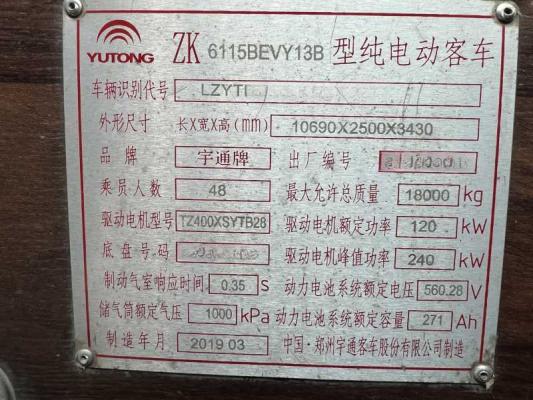 YUTONG ZK 6115BEVY13B 型纯电动客车
车辆识别代号 LZYT
外形尺寸 长X宽X高(mm) 10690X2500X3430
品牌 宇通牌 出厂编号
乘员人数 48 最大允许总质量 18000 kg
驱动电机型号 TZ400XSYTB28 驱动电机额定功率 120 kW
底盘号码 驱动电机峰值功率 240 kW
制动气室响应时间 0.35 S 动力电池系统额定电压 560.28 V
储气筒额定气压 1000 kPa 动力电池系统额定容量 271 Ah
制造年月 2019 03 中国·郑州宇通客车股份有限公司制造